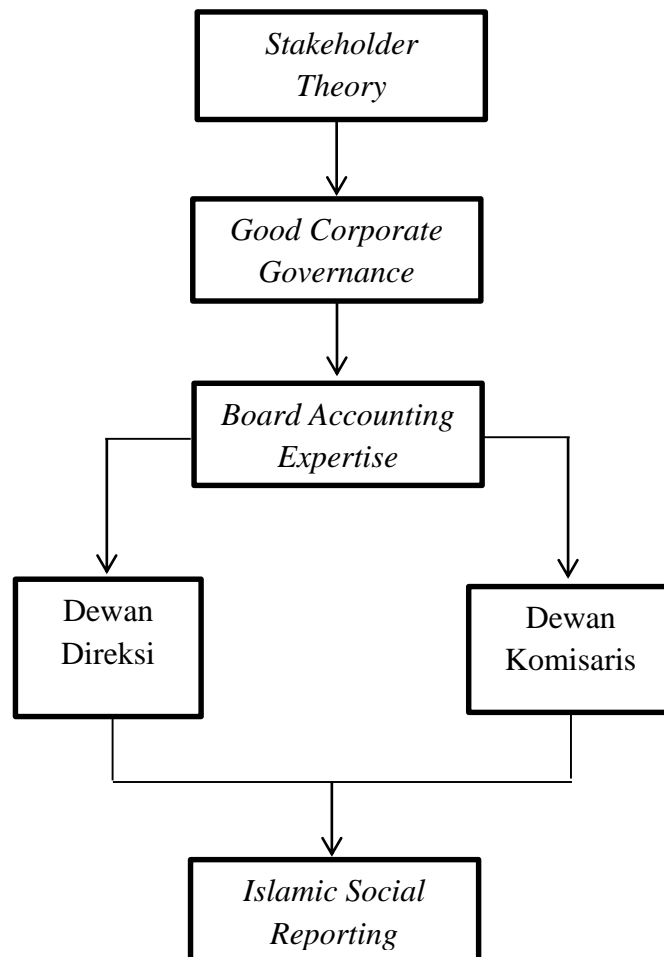 Stakeholder
Theory
Good Corporate
Governance
Board Accounting
Expertise
Dewan
Direksi
Dewan
Komisaris
Islamic Social
Reporting